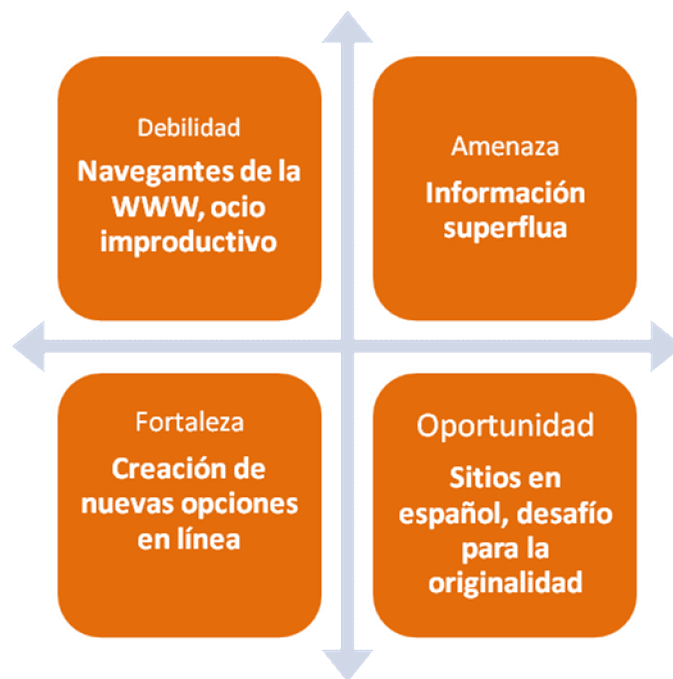 Debilidad
Navegantes de la
WWW, ocio
improductivo
Amenaza
Información
superflua
Fortaleza
Creación de
nuevas opciones
en línea
Oportunidad
Sitios en
español, desafío
para la
originalidad